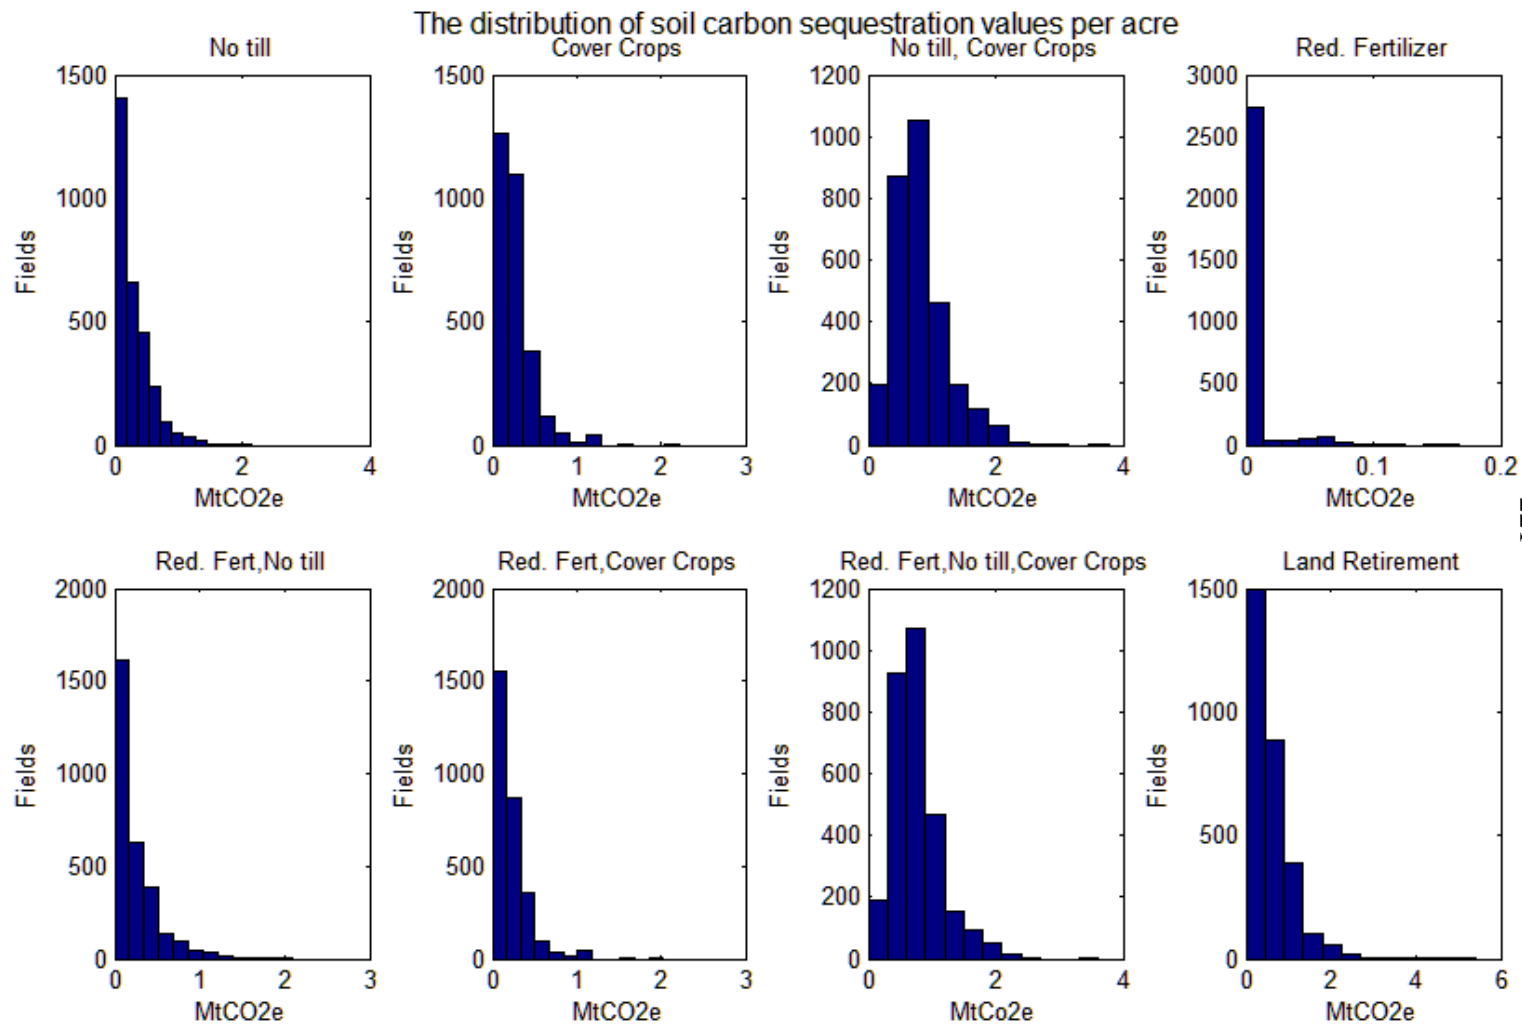 The distribution of soil carbon sequestration values per acre
No till
1500
1000
500
0
Fields
0 2 4
MtCO2e
Cover Crops
1500
1000
500
0
Fields
0 1 2 3
MtCO2e
No till, Cover Crops
1200
1000
800
600
400
200
0
Fields
0 2 4
MtCO2e
Red. Fertilizer
3000
2500
2000
1500
1000
500
0
Fields
0 0.1 0.2
MtCO2e
Red. Fert,No till
2000
1500
1000
500
0
Fields
0 1 2 3
MtCO2e
Red. Fert,Cover Crops
2000
1500
1000
500
0
Fields
0 1 2 3
MtCO2e
Red. Fert,No till,Cover Crops
1200
1000
800
600
400
200
0
Fields
0 2 4
MtCo2e
Land Retirement
1500
1000
500
0
Fields
0 2 4 6
MtCO2e